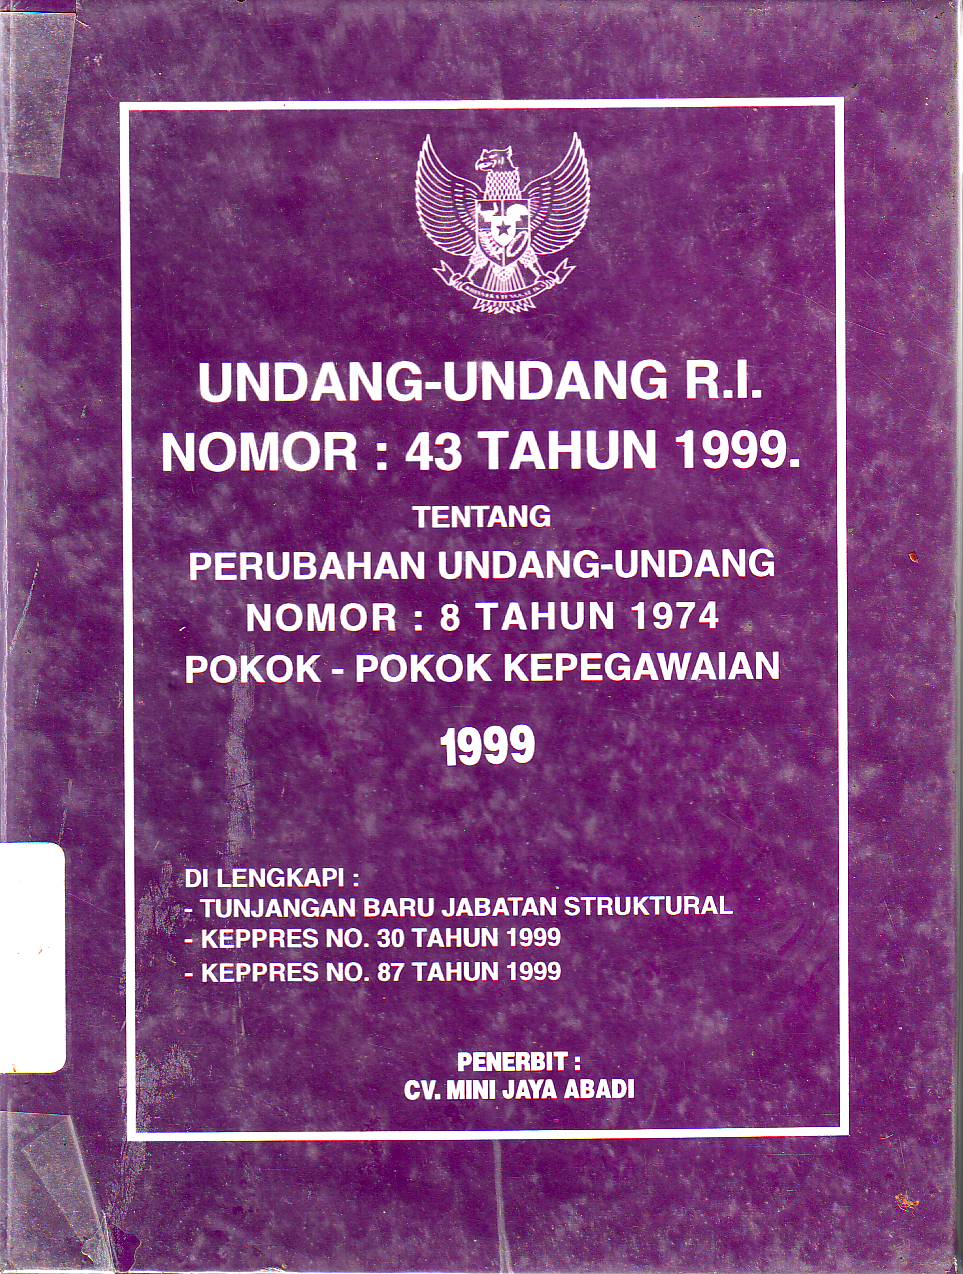 UNDANG-UNDANG R.I.
NOMOR : 43 TAHUN 1999.
TENTANG
PERUBAHAN UNDANG-UNDANG
NOMOR : 8 TAHUN 1974
POKOK - POKOK KEPEGAWAIAN
1999
DI LENGKAPI :
- TUNJANGAN BARU JABATAN STRUKTURAL
- KEPPRES NO. 30 TAHUN 1999
- KEPPRES NO. 87 TAHUN 1999
PENERBIT :
CV. MINI JAYA ABADI